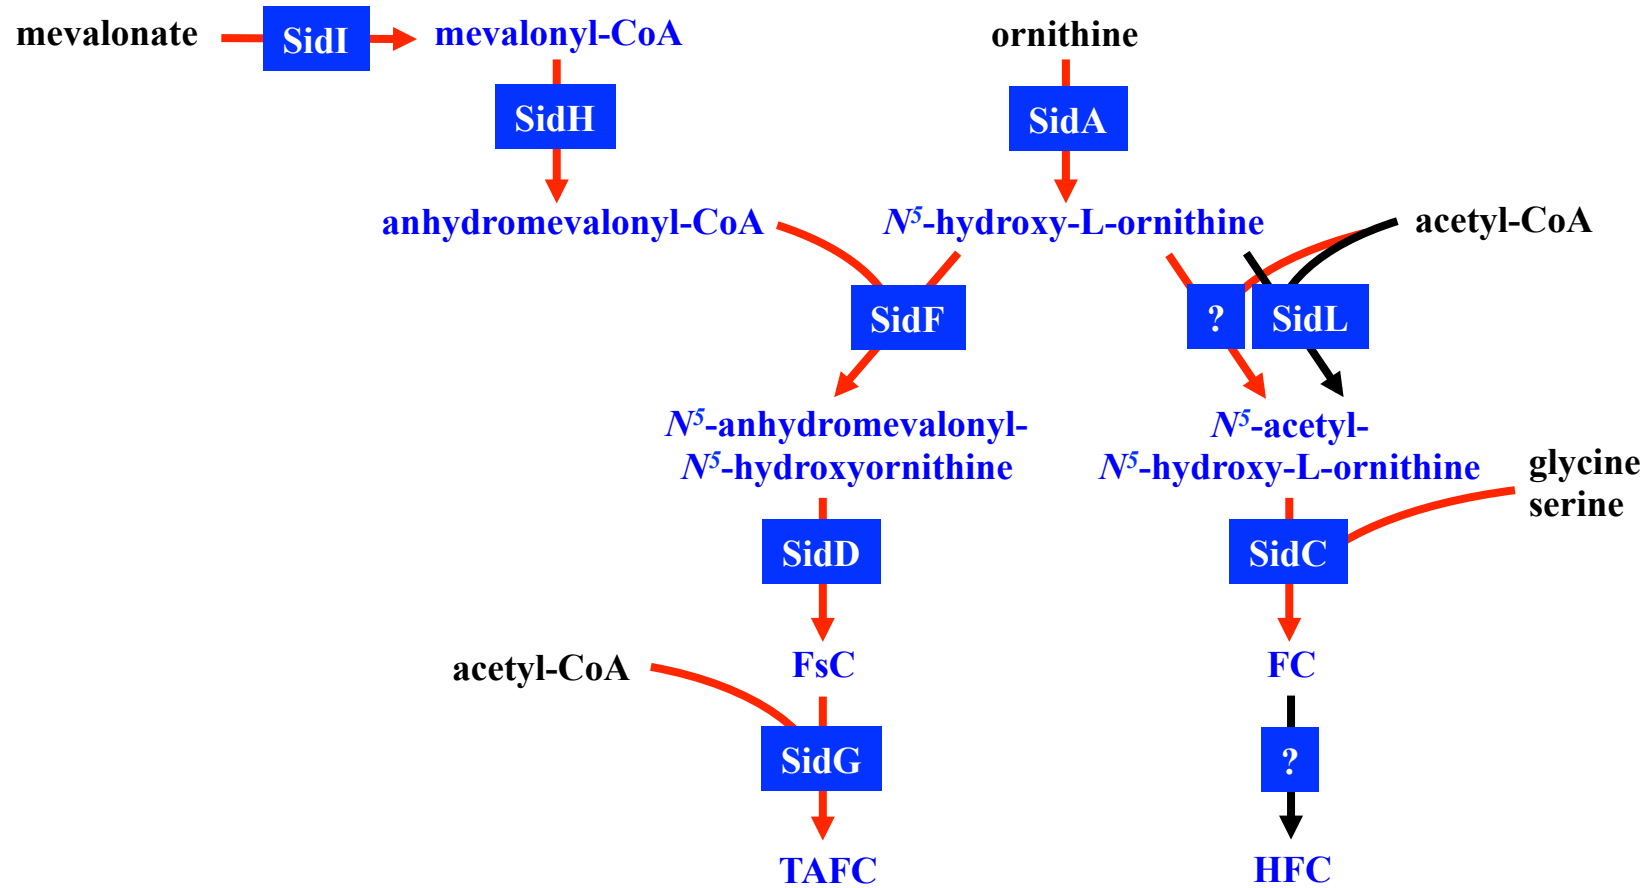 mevalonate
SidI
mevalonyl-CoA
ornithine
SidH
SidA
anhydromevalonyl-CoA
N⁵-hydroxy-L-ornithine
acetyl-CoA
SidF
?
SidL
N⁵-anhydromevalonyl-
N⁵-hydroxyornithine
N⁵-acetyl-
N⁵-hydroxy-L-ornithine
glycine
serine
SidD
SidC
acetyl-CoA
FsC
FC
SidG
?
TAFC
HFC